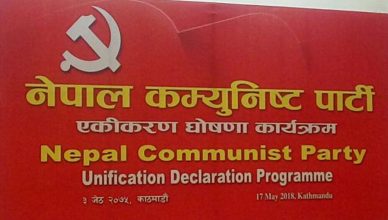 नेपाल कम्युनिष्ट पार्टी
एकीकरण घोषणा कार्यक्रम
Nepal Communist Party
Unification Declaration Programme
३ जेठ २०७५, काठमाडौं 17 May 2018, Kathmandu